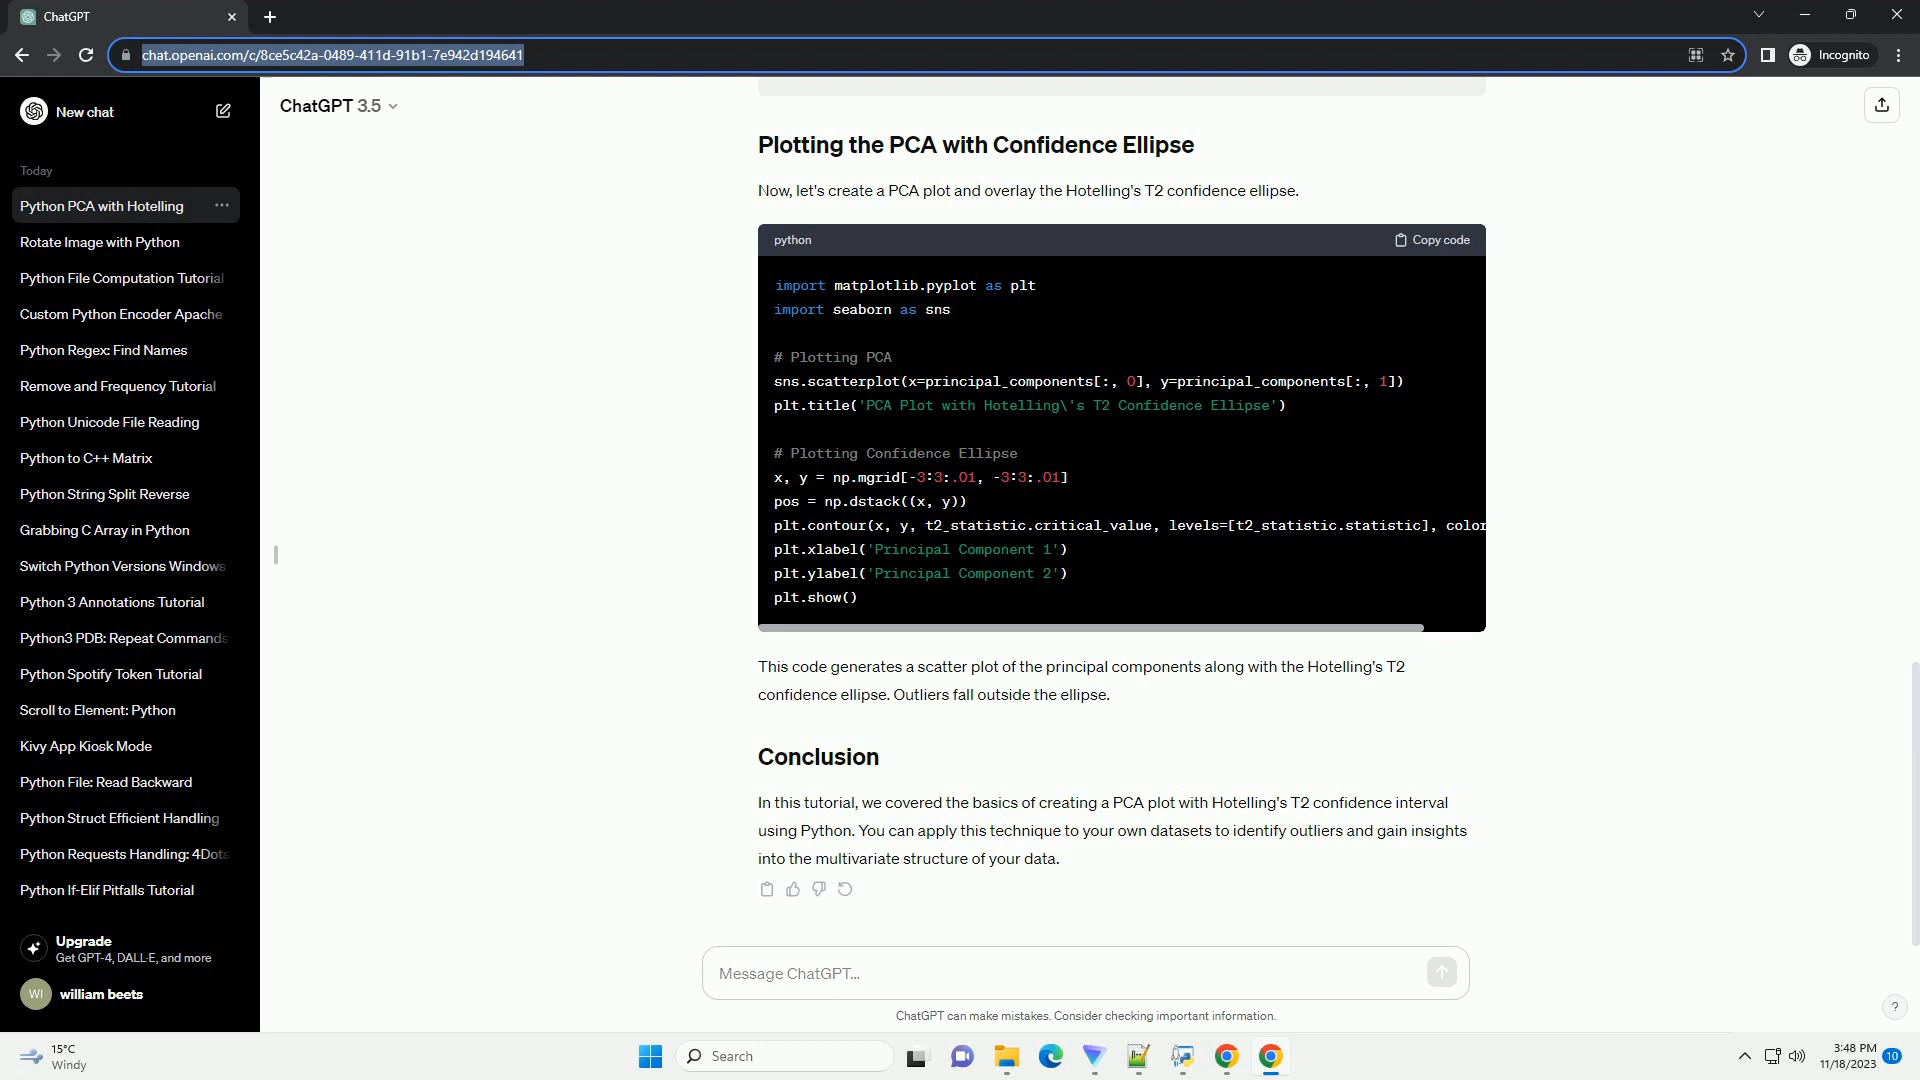 ChatGPT
chat.openai.com/c/8ce5c42a-0489-411d-91b1-7e942d194641
Incognito
New chat
Today
Python PCA with Hotelling
Rotate Image with Python
Python File Computation Tutorial
Custom Python Encoder Apache
Python Regex: Find Names
Remove and Frequency Tutorial
Python Unicode File Reading
Python to C++ Matrix
Python String Split Reverse
Grabbing C Array in Python
Switch Python Versions Windows
Python 3 Annotations Tutorial
Python3 PDB: Repeat Commands
Python Spotify Token Tutorial
Scroll to Element: Python
Kivy App Kiosk Mode
Python File: Read Backward
Python Struct Efficient Handling
Python Requests Handling: 4Dots
Python If-Elif Pitfalls Tutorial
Upgrade
Get GPT-4, DALL·E, and more
WI
william beets
ChatGPT 3.5
Plotting the PCA with Confidence Ellipse
Now, let's create a PCA plot and overlay the Hotelling's T2 confidence ellipse.
python
Copy code
import matplotlib.pyplot as plt
import seaborn as sns
# Plotting PCA
sns.scatterplot(x=principal_components[:, 0], y=principal_components[:, 1])
plt.title('PCA Plot with Hotelling\'s T2 Confidence Ellipse')
# Plotting Confidence Ellipse
x, y = np.mgrid[-3:3:.01, -3:3:.01]
pos = np.dstack((x, y))
plt.contour(x, y, t2_statistic.critical_value, levels=[t2_statistic.statistic], color
plt.xlabel('Principal Component 1')
plt.ylabel('Principal Component 2')
plt.show()
This code generates a scatter plot of the principal components along with the Hotelling's T2
confidence ellipse. Outliers fall outside the ellipse.
Conclusion
In this tutorial, we covered the basics of creating a PCA plot with Hotelling's T2 confidence interval
using Python. You can apply this technique to your own datasets to identify outliers and gain insights
into the multivariate structure of your data.
Message ChatGPT...
ChatGPT can make mistakes. Consider checking important information.
?
15°C
Windy
Search
3:48 PM
11/18/2023
10